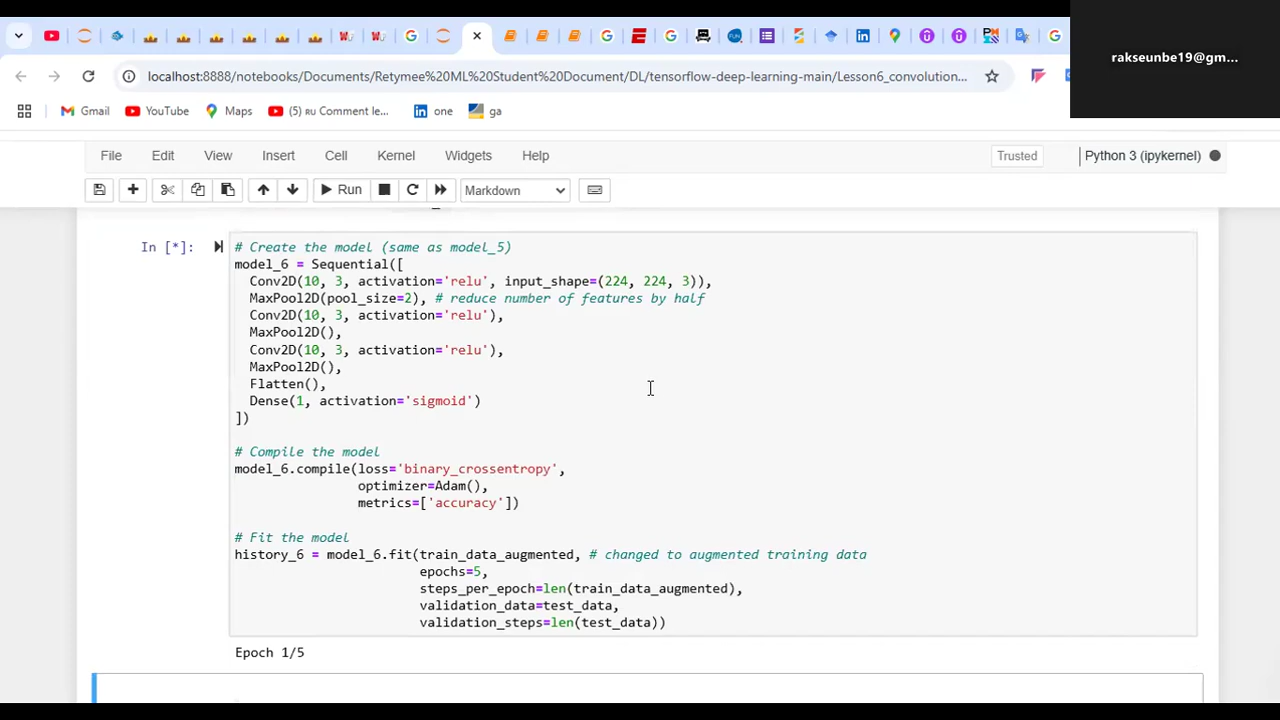 rakseunbe19@gm...
localhost:8888/notebooks/Documents/Retymee%20ML%20Student%20Document/DL/tensorflow-deep-learning-main/Lesson6_convolution...
Gmail
YouTube
Maps
(5) RU Comment le...
one
ga
File
Edit
View
Insert
Cell
Kernel
Widgets
Help
Trusted
Python 3 (ipykernel)
Run
Markdown
In [*]:
# Create the model (same as model_5)
model_6 = Sequential([
  Conv2D(10, 3, activation='relu', input_shape=(224, 224, 3)),
  MaxPool2D(pool_size=2), # reduce number of features by half
  Conv2D(10, 3, activation='relu'),
  MaxPool2D(),
  Conv2D(10, 3, activation='relu'),
  MaxPool2D(),
  Flatten(),
  Dense(1, activation='sigmoid')
])
# Compile the model
model_6.compile(loss='binary_crossentropy',
                optimizer=Adam(),
                metrics=['accuracy'])
# Fit the model
history_6 = model_6.fit(train_data_augmented, # changed to augmented training data
                        epochs=5,
                        steps_per_epoch=len(train_data_augmented),
                        validation_data=test_data,
                        validation_steps=len(test_data))
Epoch 1/5